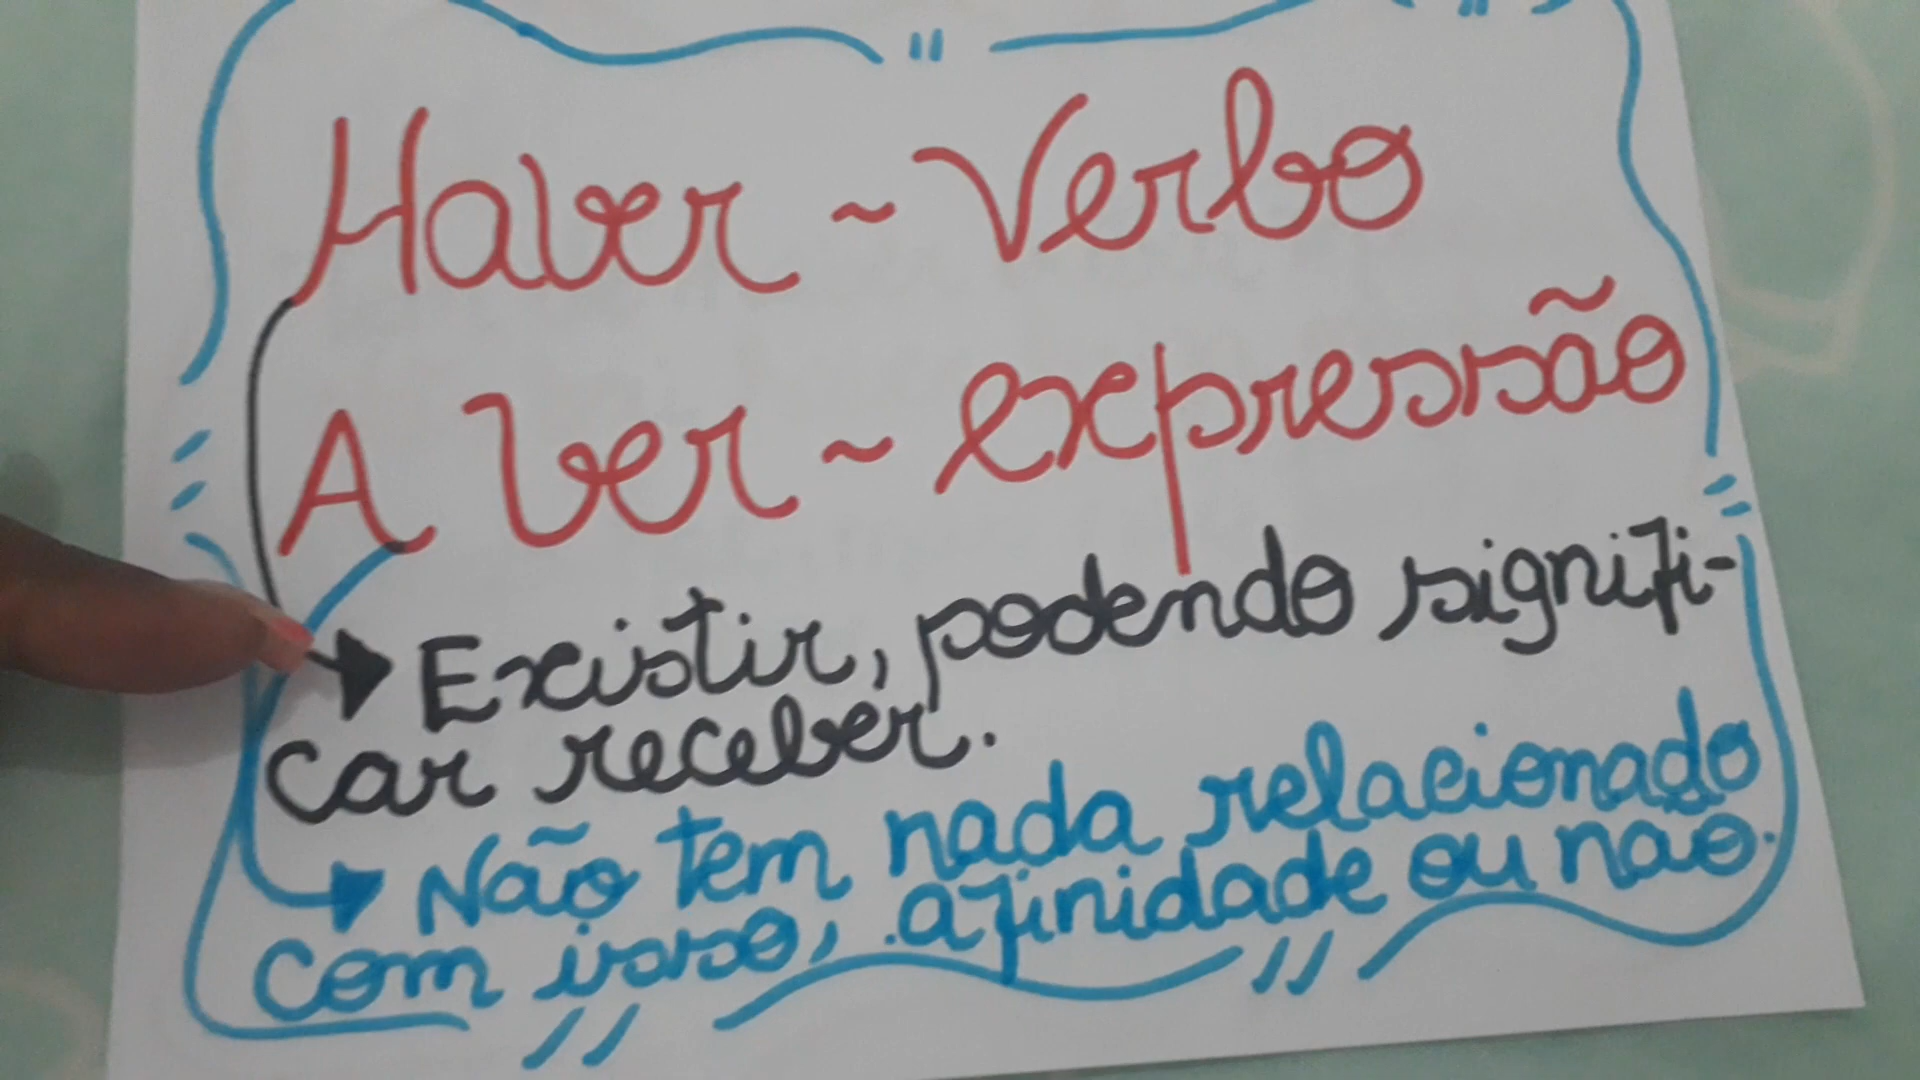 Haver ~ Verbo
A ver ~ expressão
Existir, podendo signifi-
car receber.
Não tem nada relacionado
com isso, afinidade ou não.